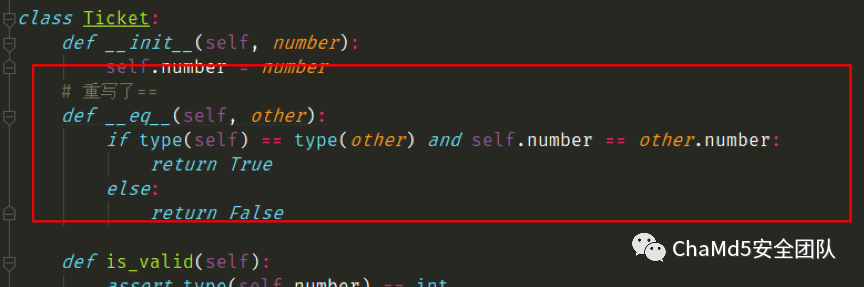 class Ticket:
    def __init__(self, number):
        self.number = number
    # 重写了==
    def __eq__(self, other):
        if type(self) == type(other) and self.number == other.number:
            return True
        else:
            return False
    def is_valid(self):
        assert type(self.number) == int
ChaMd5安全团队